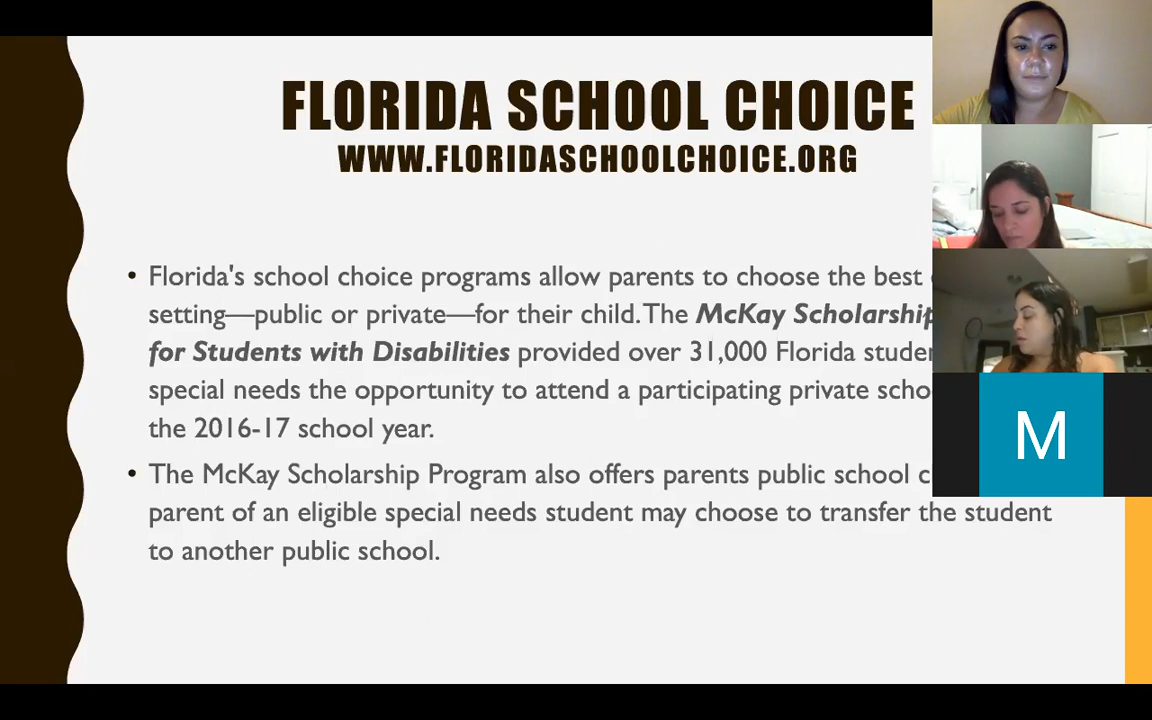 FLORIDA SCHOOL CHOICE
WWW.FLORIDASCHOOLCHOICE.ORG
• Florida's school choice programs allow parents to choose the best
setting—public or private—for their child. The McKay Scholarship
for Students with Disabilities provided over 31,000 Florida
special needs the opportunity to attend a participating private
the 2016-17 school year.
• The McKay Scholarship Program also offers parents public school
parent of an eligible special needs student may choose to transfer the student
to another public school.
M